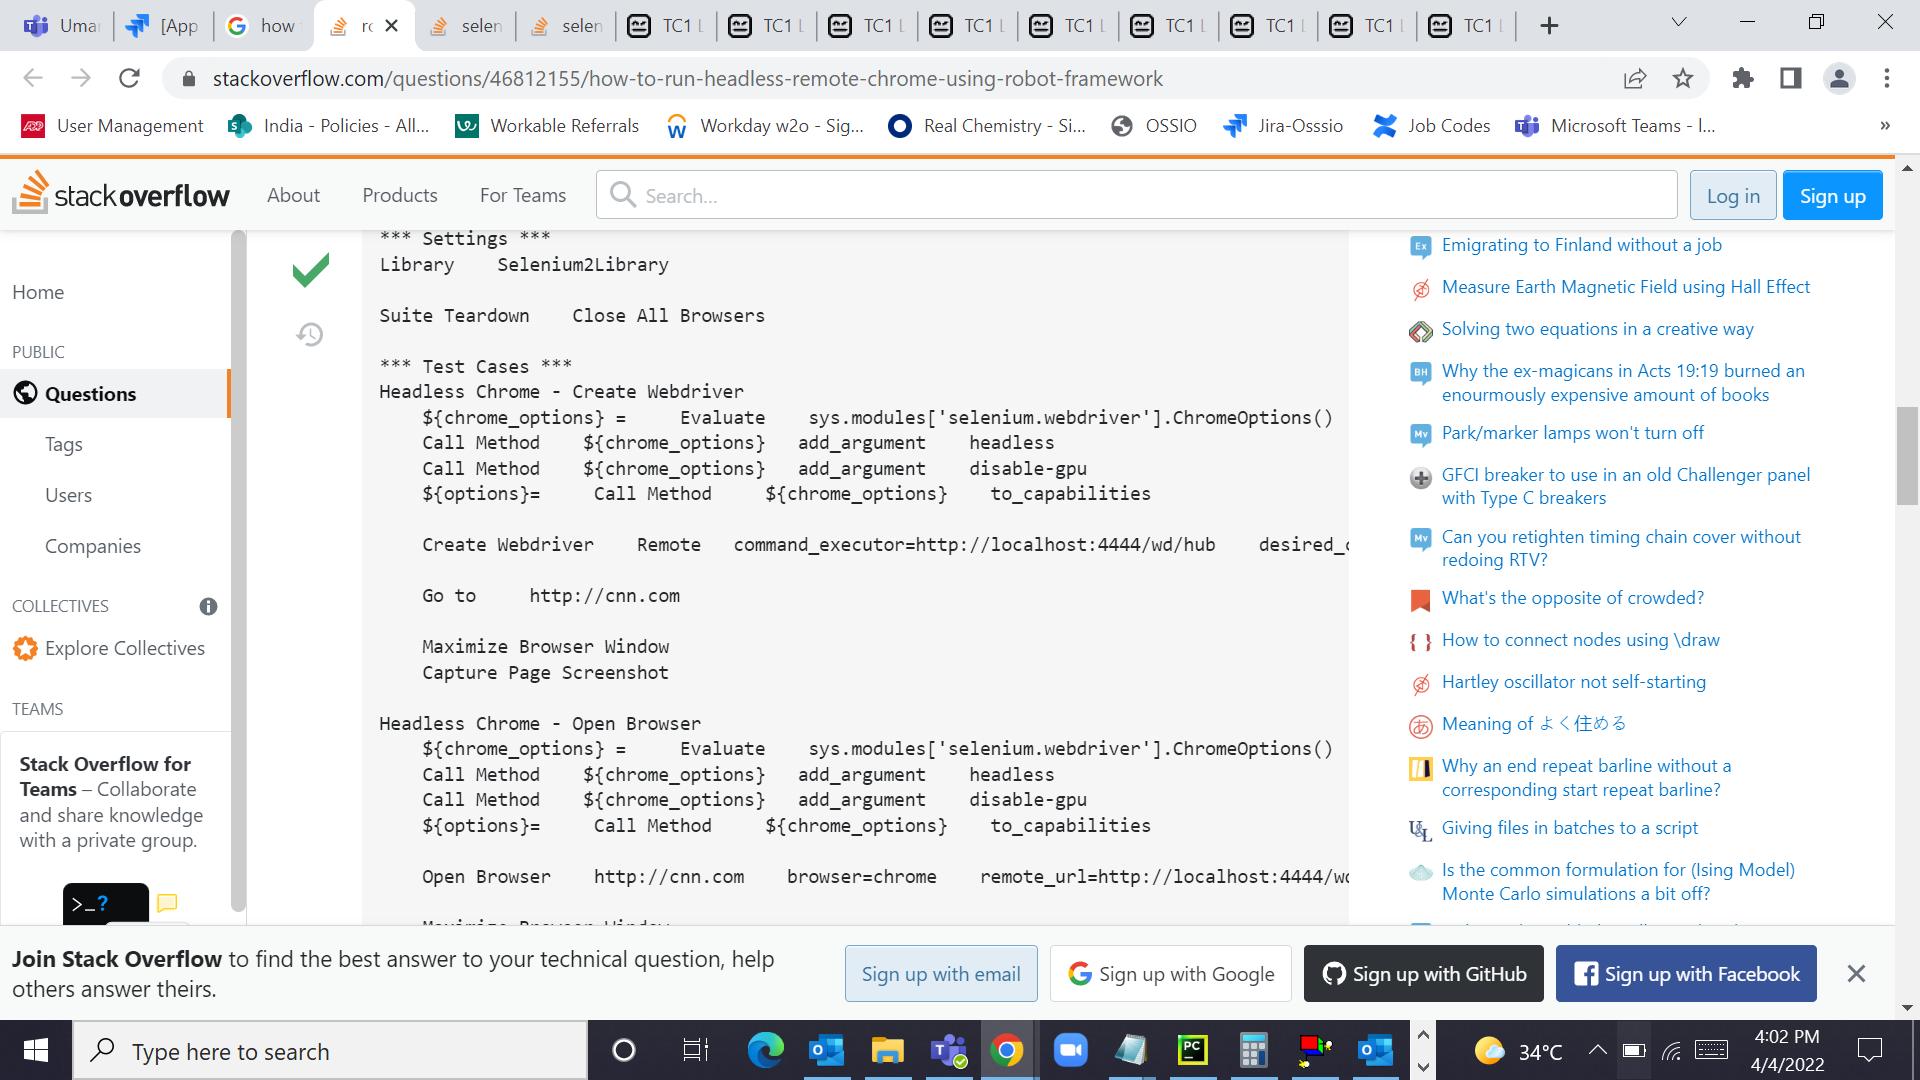 Umar
[App
how
rc
selen
selen
TC1 L
TC1 L
TC1 L
TC1 L
TC1 L
TC1 L
TC1 L
TC1 L
TC1 L
stackoverflow.com/questions/46812155/how-to-run-headless-remote-chrome-using-robot-framework
User Management
India - Policies - All...
Workable Referrals
Workday w2o - Sig...
Real Chemistry - Si...
OSSIO
Jira-Osssio
Job Codes
Microsoft Teams - I...
»
stackoverflow
About
Products
For Teams
Search...
Log in
Sign up
Home
PUBLIC
Questions
Tags
Users
Companies
COLLECTIVES
Explore Collectives
TEAMS
Stack Overflow for
Teams – Collaborate
and share knowledge
with a private group.
>_?
*** Settings ***
Library    Selenium2Library
Suite Teardown    Close All Browsers
*** Test Cases ***
Headless Chrome - Create Webdriver
    ${chrome_options} =     Evaluate    sys.modules['selenium.webdriver'].ChromeOptions()
    Call Method    ${chrome_options}   add_argument    headless
    Call Method    ${chrome_options}   add_argument    disable-gpu
    ${options}=     Call Method     ${chrome_options}    to_capabilities
    Create Webdriver    Remote   command_executor=http://localhost:4444/wd/hub    desired_c
    Go to     http://cnn.com
    Maximize Browser Window
    Capture Page Screenshot
Headless Chrome - Open Browser
    ${chrome_options} =     Evaluate    sys.modules['selenium.webdriver'].ChromeOptions()
    Call Method    ${chrome_options}   add_argument    headless
    Call Method    ${chrome_options}   add_argument    disable-gpu
    ${options}=     Call Method     ${chrome_options}    to_capabilities
    Open Browser    http://cnn.com    browser=chrome    remote_url=http://localhost:4444/wd
    Maximize Browser Window
Emigrating to Finland without a job
Measure Earth Magnetic Field using Hall Effect
Solving two equations in a creative way
Why the ex-magicans in Acts 19:19 burned an
enourmously expensive amount of books
Park/marker lamps won't turn off
GFCI breaker to use in an old Challenger panel
with Type C breakers
Can you retighten timing chain cover without
redoing RTV?
What's the opposite of crowded?
How to connect nodes using \draw
Hartley oscillator not self-starting
Meaning of よく住める
Why an end repeat barline without a
corresponding start repeat barline?
Giving files in batches to a script
Is the common formulation for (Ising Model)
Monte Carlo simulations a bit off?
Join Stack Overflow to find the best answer to your technical question, help
others answer theirs.
Sign up with email
Sign up with Google
Sign up with GitHub
Sign up with Facebook
Type here to search
34°C
4:02 PM
4/4/2022